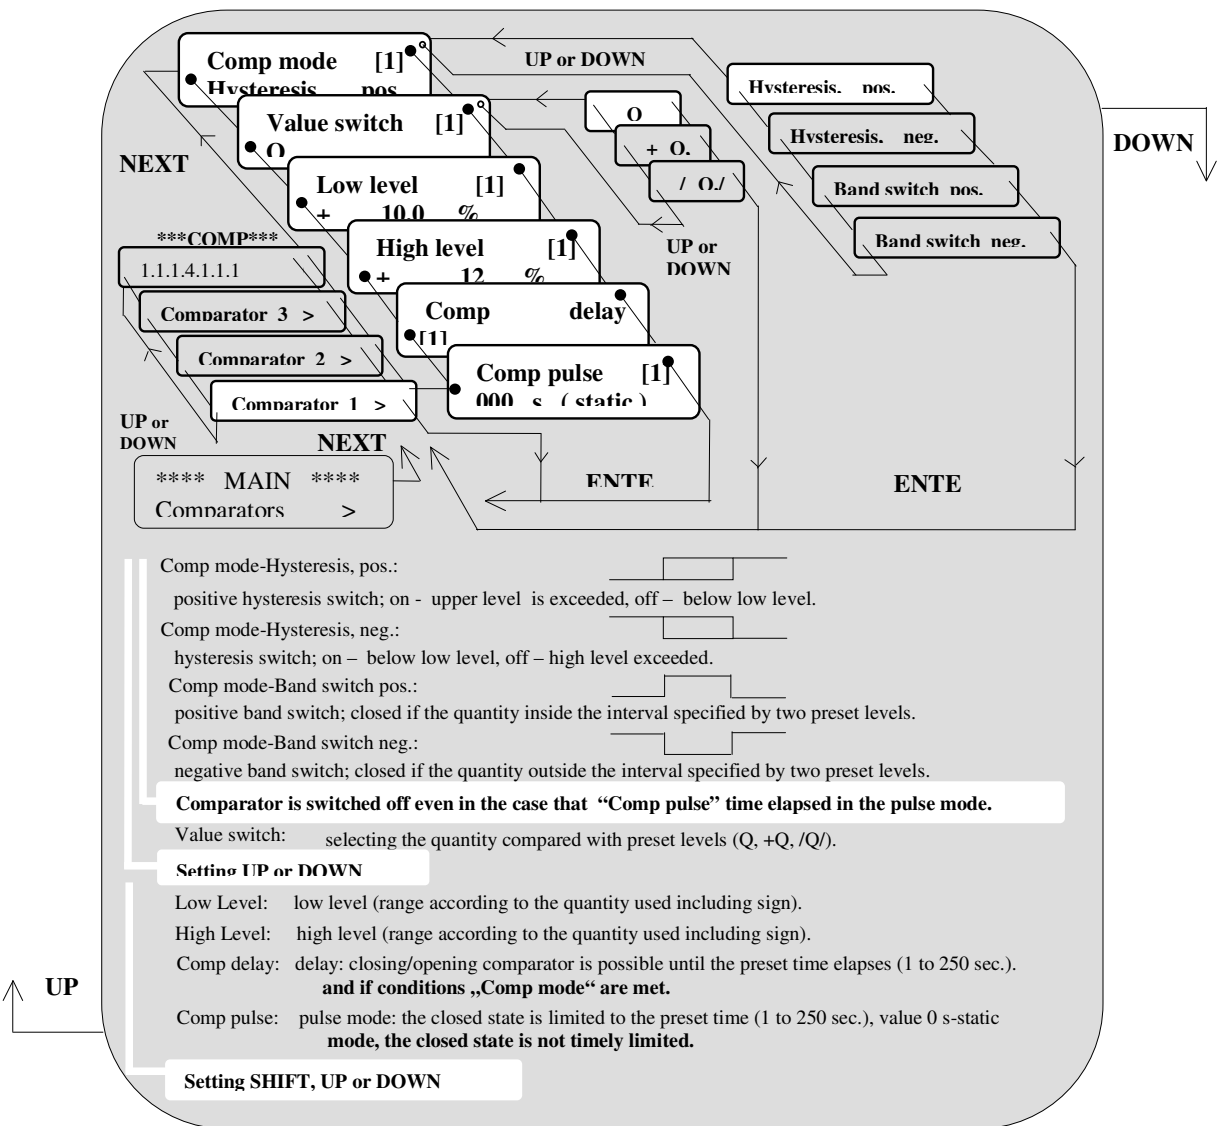 Comp mode [1]
Hysteresis. pos.
UP or DOWN
Hysteresis. pos.
Value switch [1]
Q
Q
+ Q.
/ Q./
Hysteresis. neg.
DOWN
NEXT
Low level [1]
+ 10.0 %
Band switch pos.
***COMP***
High level [1]
+ 12 %
UP or
DOWN
Band switch neg.
1.1.1.4.1.1.1
Comparator 3 >
Comp delay
[1]
Comparator 2 >
Comp pulse [1]
000 s ( static )
Comparator 1 >
UP or
DOWN
NEXT
**** MAIN ****
Comparators >
ENTE
ENTE
Comp mode-Hysteresis, pos.:
positive hysteresis switch; on - upper level is exceeded, off – below low level.
Comp mode-Hysteresis, neg.:
hysteresis switch; on – below low level, off – high level exceeded.
Comp mode-Band switch pos.:
positive band switch; closed if the quantity inside the interval specified by two preset levels.
Comp mode-Band switch neg.:
negative band switch; closed if the quantity outside the interval specified by two preset levels.
Comparator is switched off even in the case that “Comp pulse” time elapsed in the pulse mode.
Value switch: selecting the quantity compared with preset levels (Q, +Q, /Q/).
Setting UP or DOWN
Low Level: low level (range according to the quantity used including sign).
High Level: high level (range according to the quantity used including sign).
Comp delay: delay: closing/opening comparator is possible until the preset time elapses (1 to 250 sec.).
and if conditions „Comp mode“ are met.
UP
Comp pulse: pulse mode: the closed state is limited to the preset time (1 to 250 sec.), value 0 s-static
mode, the closed state is not timely limited.
Setting SHIFT, UP or DOWN